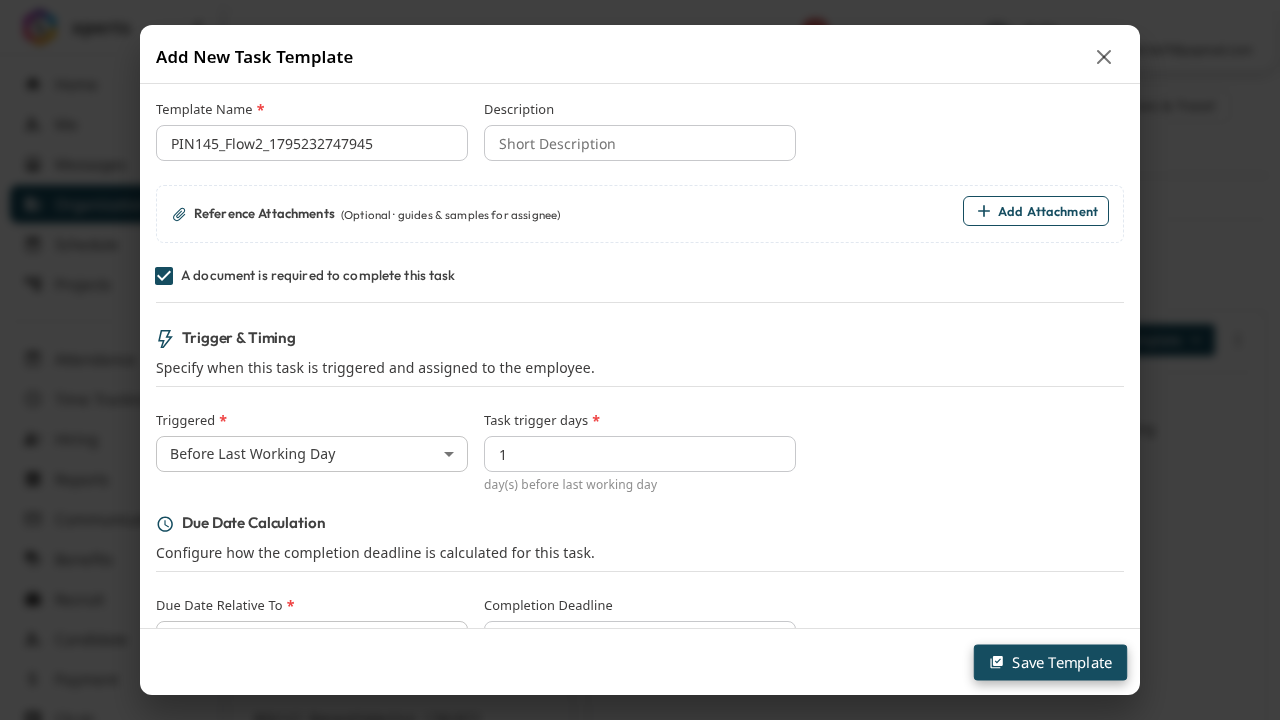 Add New Task Template
Template Name *
Description
PIN145_Flow2_1795232747945
Short Description
Reference Attachments (Optional · guides & samples for assignee)
Add Attachment
A document is required to complete this task
Trigger & Timing
Specify when this task is triggered and assigned to the employee.
Triggered *
Task trigger days *
Before Last Working Day
1
day(s) before last working day
Due Date Calculation
Configure how the completion deadline is calculated for this task.
Due Date Relative To *
Completion Deadline
Save Template